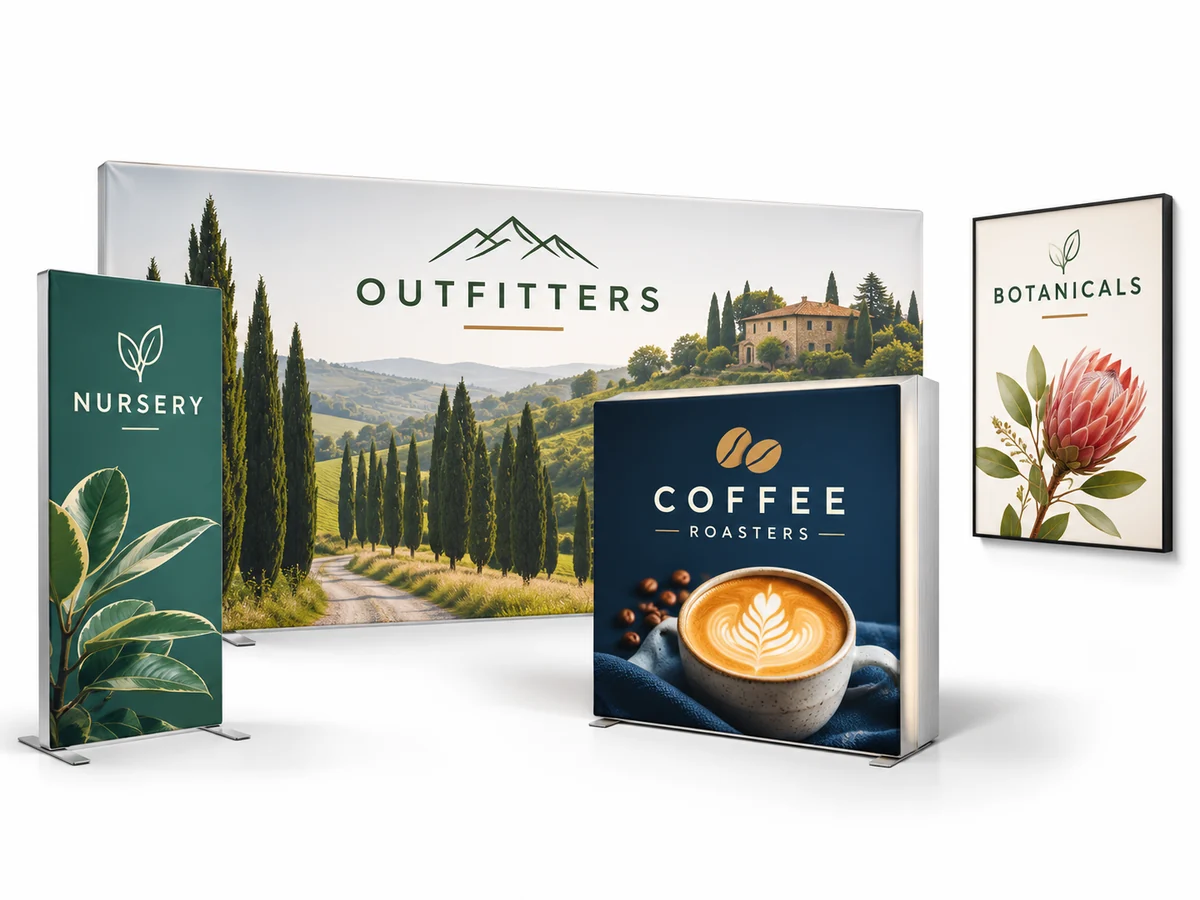 OUTFITTERS
NURSERY
COFFEE
ROASTERS
BOTANICALS